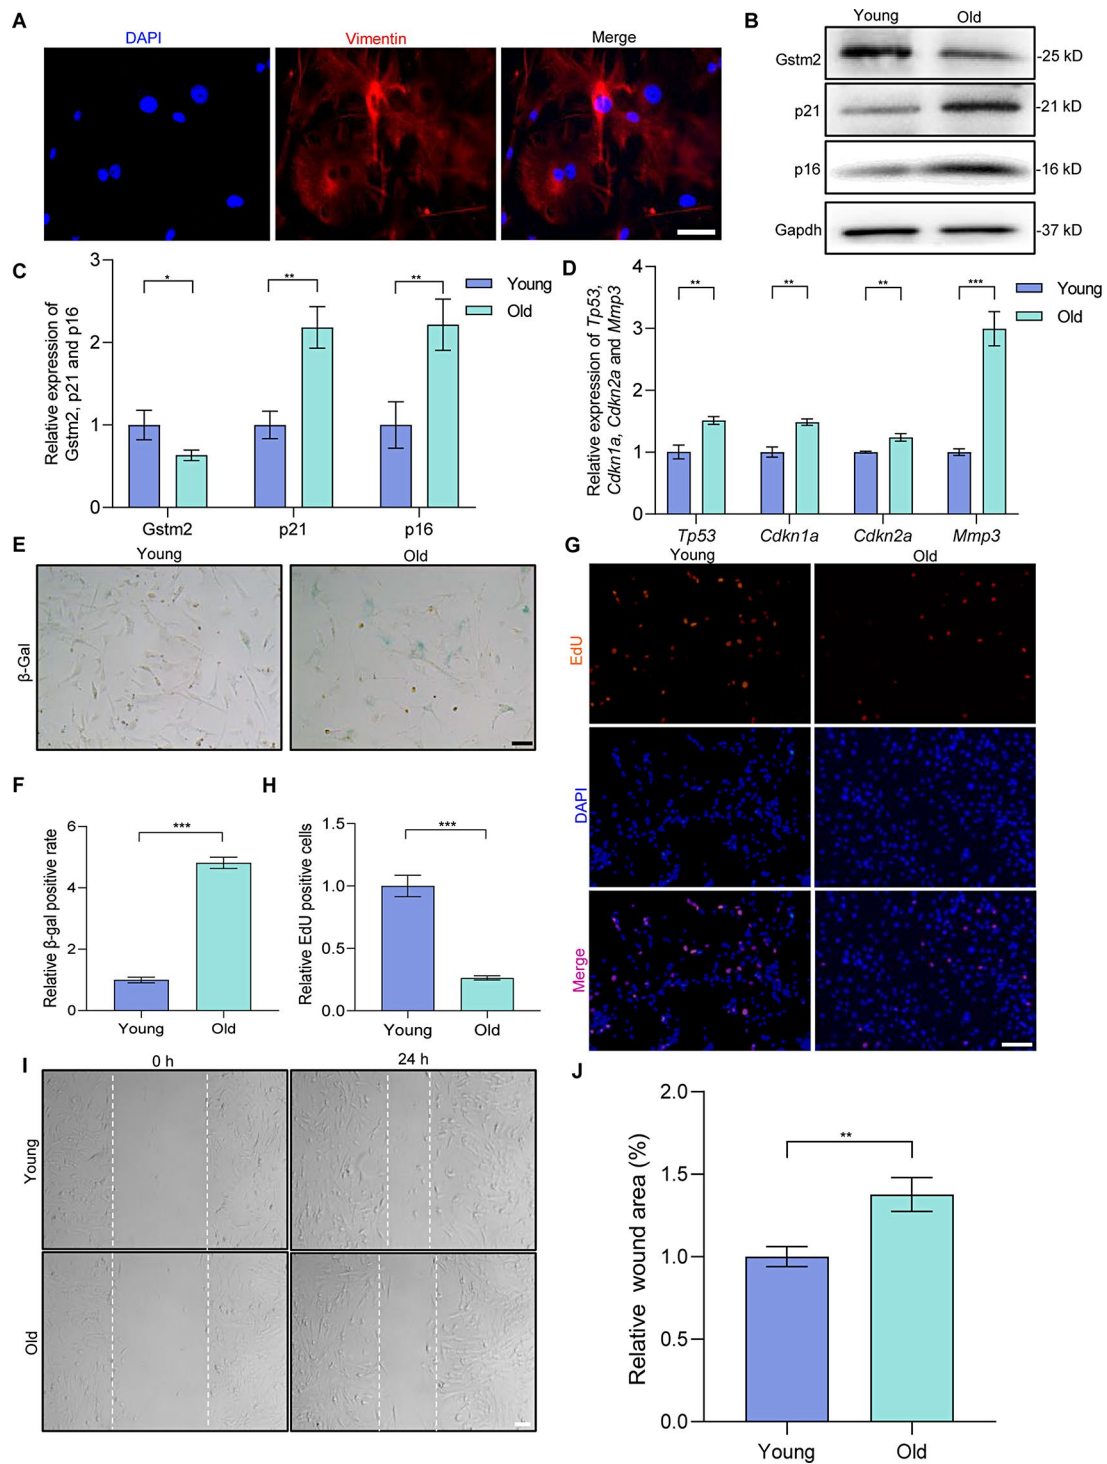 A
DAPI
Vimentin
Merge
B
Young
Old
Gstm2
-25 kD
p21
-21 kD
p16
-16 kD
Gapdh
-37 kD
C
Relative expression of
Gstm2, p21 and p16
3
2
1
0
*
**
**
Young
Old
Gstm2
p21
p16
D
Relative expression of Tp53,
Cdkn1a, Cdkn2a and Mmp3
4
3
2
1
0
**
**
**
***
Young
Old
Tp53
Cdkn1a
Cdkn2a
Mmp3
E
Young
Old
β-Gal
F
Relative β-gal positive rate
6
4
2
0
***
Young
Old
H
Relative EdU positive cells
1.5
1.0
0.5
0.0
***
Young
Old
G
Young
Old
EdU
DAPI
Merge
I
0 h
24 h
Young
Old
J
Relative wound area (%)
2.0
1.5
1.0
0.5
0.0
**
Young
Old